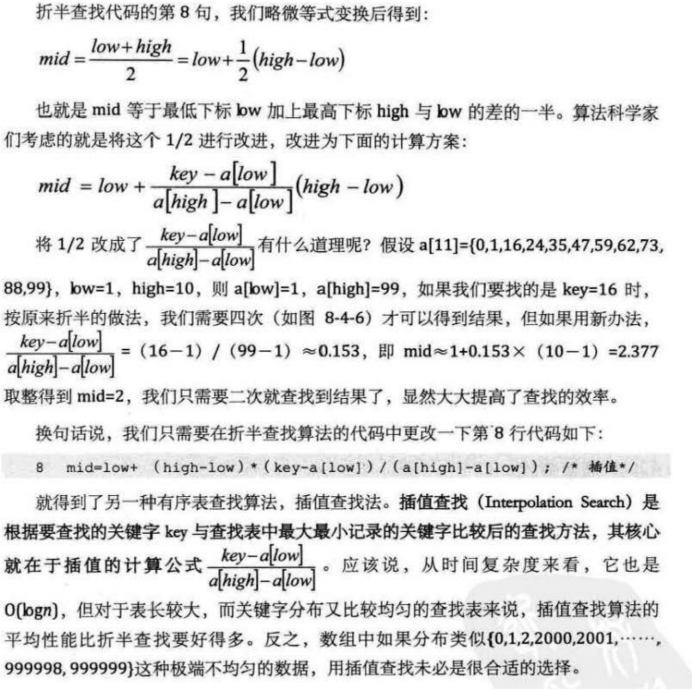 折半查找代码的第 8 句，我们略微等式变换后得到：
mid = (low+high)/2 = low+1/2(high−low)
也就是 mid 等于最低下标 low 加上最高下标 high 与 low 的差的一半。算法科学家
们考虑的就是将这个 1/2 进行改进，改进为下面的计算方案：
mid = low + (key − a[low])/(a[high] − a[low]) (high − low)
将 1/2 改成了 (key−a[low])/(a[high]−a[low]) 有什么道理呢？假设 a[11]={0,1,16,24,35,47,59,62,73,
88,99}，low=1，high=10，则 a[low]=1，a[high]=99，如果我们要找的是 key=16 时，
按原来折半的做法，我们需要四次（如图 8-4-6）才可以得到结果，但如果用新办法，
(key−a[low])/(a[high]−a[low]) =（16－1）/（99－1）≈0.153，即 mid≈1+0.153×（10－1）=2.377
取整得到 mid=2，我们只需要二次就查找到结果了，显然大大提高了查找的效率。
换句话说，我们只需要在折半查找算法的代码中更改一下第 8 行代码如下：
8 mid=low+ (high-low)*(key-a[low])/(a[high]-a[low]); /* 插值*/
就得到了另一种有序表查找算法，插值查找法。插值查找（Interpolation Search）是
根据要查找的关键字 key 与查找表中最大最小记录的关键字比较后的查找方法，其核心
就在于插值的计算公式 (key−a[low])/(a[high]−a[low]) 。应该说，从时间复杂度来看，它也是
O(logn)，但对于表长较大，而关键字分布又比较均匀的查找表来说，插值查找算法的
平均性能比折半查找要好得多。反之，数组中如果分布类似{0,1,2,2000,2001,……,
999998, 999999}这种极端不均匀的数据，用插值查找未必是很合适的选择。